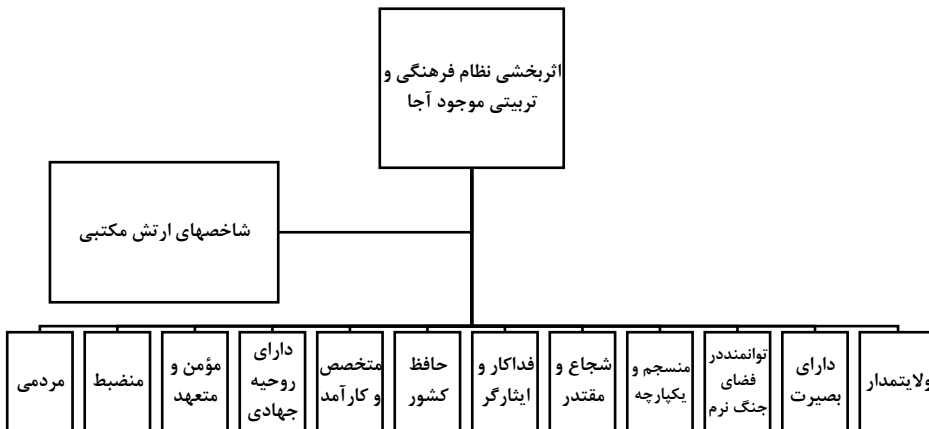 اثربخشی نظام فرهنگی و
تربیتی موجود آجا
شاخصهای ارتش مکتبی
ولایتمدار
دارای
بصیرت
توانمنددر
فضای
جنگ نرم
منسجم و
یکپارچه
شجاع و
مقتدر
فداکار و
ایثارگر
حافظ
کشور
متخصص
و کارآمد
دارای
روحیه
جهادی
مؤمن و
متعهد
منضبط
مردمی